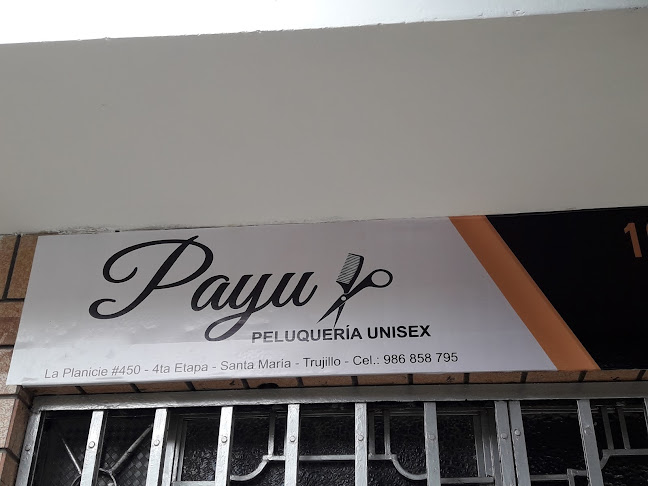 Payu
PELUQUERÍA UNISEX
La Planicie #450 - 4ta Etapa - Santa María - Trujillo - Cel.: 986 858 795